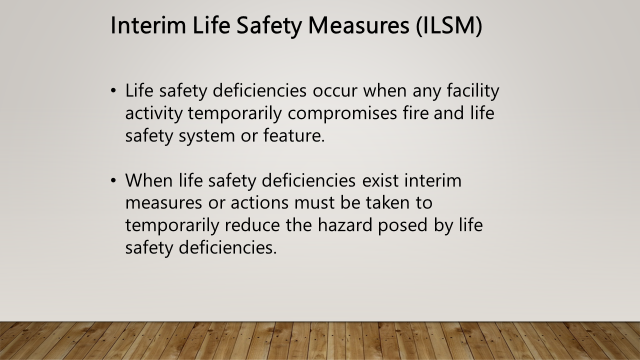 Interim Life Safety Measures (ILSM)
• Life safety deficiencies occur when any facility
activity temporarily compromises fire and life
safety system or feature.
• When life safety deficiencies exist interim
measures or actions must be taken to
temporarily reduce the hazard posed by life
safety deficiencies.